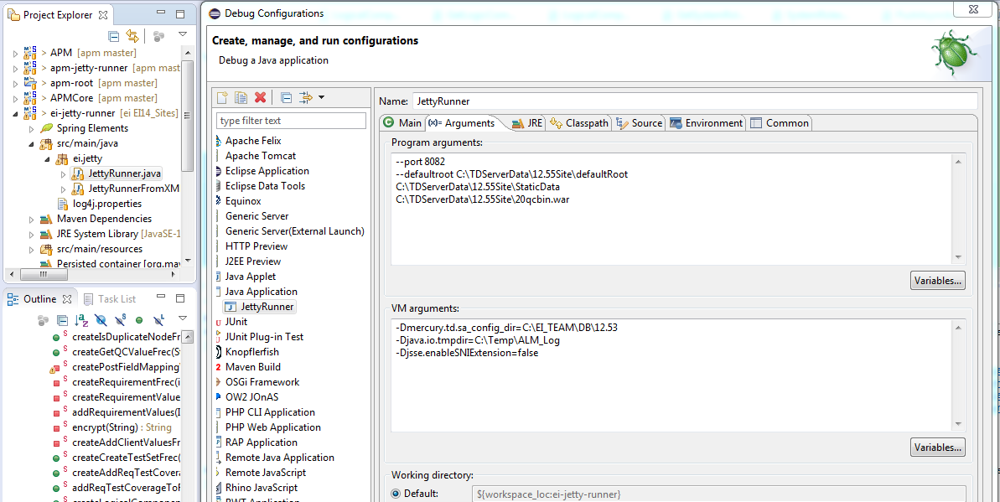 Project Explorer
> APM [apm master]
> apm-jetty-runner [apm mast
> apm-root [apm master]
> APMCore [apm master]
> ei-jetty-runner [ei EI14_Sites]
Spring Elements
src/main/java
ei.jetty
JettyRunner.java
JettyRunnerFromXM
log4j.properties
Maven Dependencies
JRE System Library [JavaSE-1
src/main/resources
Persisted container [org.mav
Outline
Task List
createIsDuplicateNodeFr
createGetQCValueFrec(St
createPostFieldMapping
createRequirementFrec(i
createRequirementValue
addRequirementValues(I
encrypt(String) : String
createAddClientValuesFr
createCreateTestSetFrec(
createAddReqTestCovera
addReqTestCoverageToF
createLogicalComponen
Debug Configurations
Create, manage, and run configurations
Debug a Java application
type filter text
Apache Felix
Apache Tomcat
Eclipse Application
Eclipse Data Tools
Equinox
Generic Server
Generic Server(External Launch)
HTTP Preview
J2EE Preview
Java Applet
Java Application
JettyRunner
JUnit
JUnit Plug-in Test
Knopflerfish
Maven Build
OSGi Framework
OW2 JOnAS
PHP CLI Application
PHP Web Application
RAP Application
Remote Java Application
Remote JavaScript
Rhino JavaScript
RWT Application
Name: JettyRunner
Main (x)= Arguments JRE Classpath Source Environment Common
Program arguments:
--port 8082
--defaultroot C:\TDServerData\12.55Site\defaultRoot
C:\TDServerData\12.55Site\StaticData
C:\TDServerData\12.55Site\20qcbin.war
Variables...
VM arguments:
-Dmercury.td.sa_config_dir=C:\EI_TEAM\DB\12.53
-Djava.io.tmpdir=C:\Temp\ALM_Log
-Djsse.enableSNIExtension=false
Variables...
Working directory:
Default: ${workspace_loc:ei-jetty-runner}